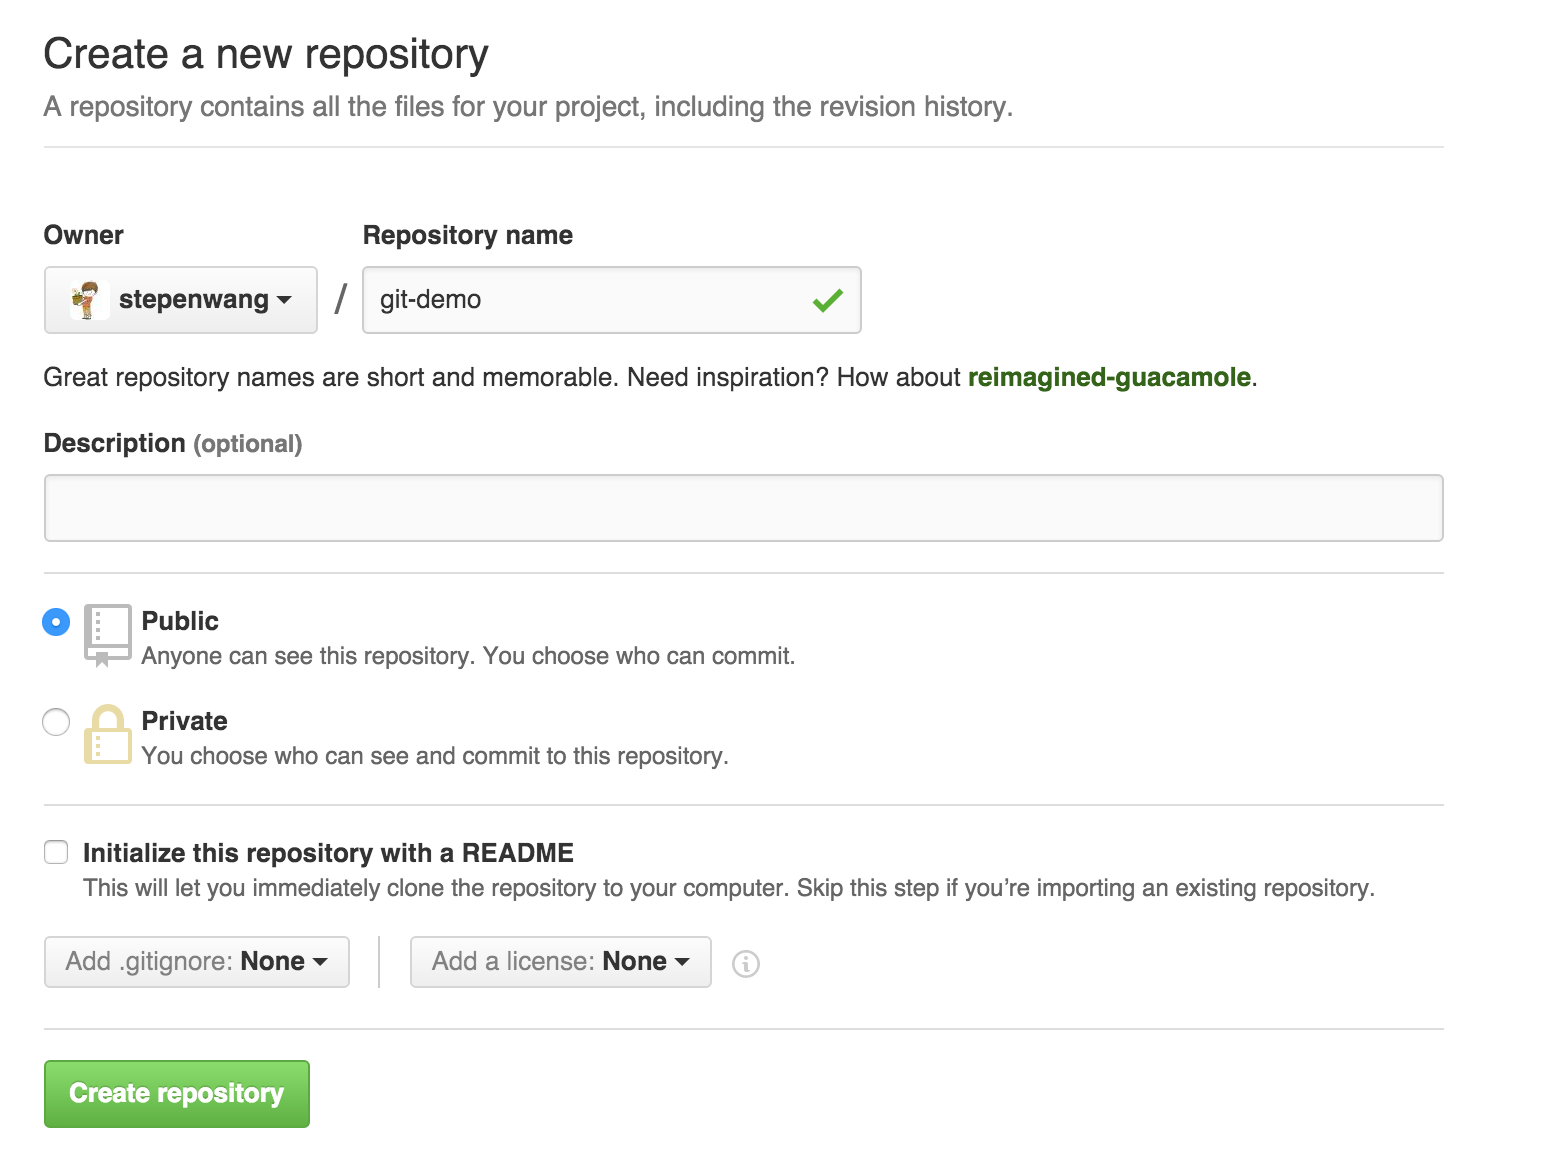 Create a new repository
A repository contains all the files for your project, including the revision history.
Owner
Repository name
stepenwang / git-demo
Great repository names are short and memorable. Need inspiration? How about reimagined-guacamole.
Description (optional)
Public
Anyone can see this repository. You choose who can commit.
Private
You choose who can see and commit to this repository.
Initialize this repository with a README
This will let you immediately clone the repository to your computer. Skip this step if you’re importing an existing repository.
Add .gitignore: None
Add a license: None
Create repository